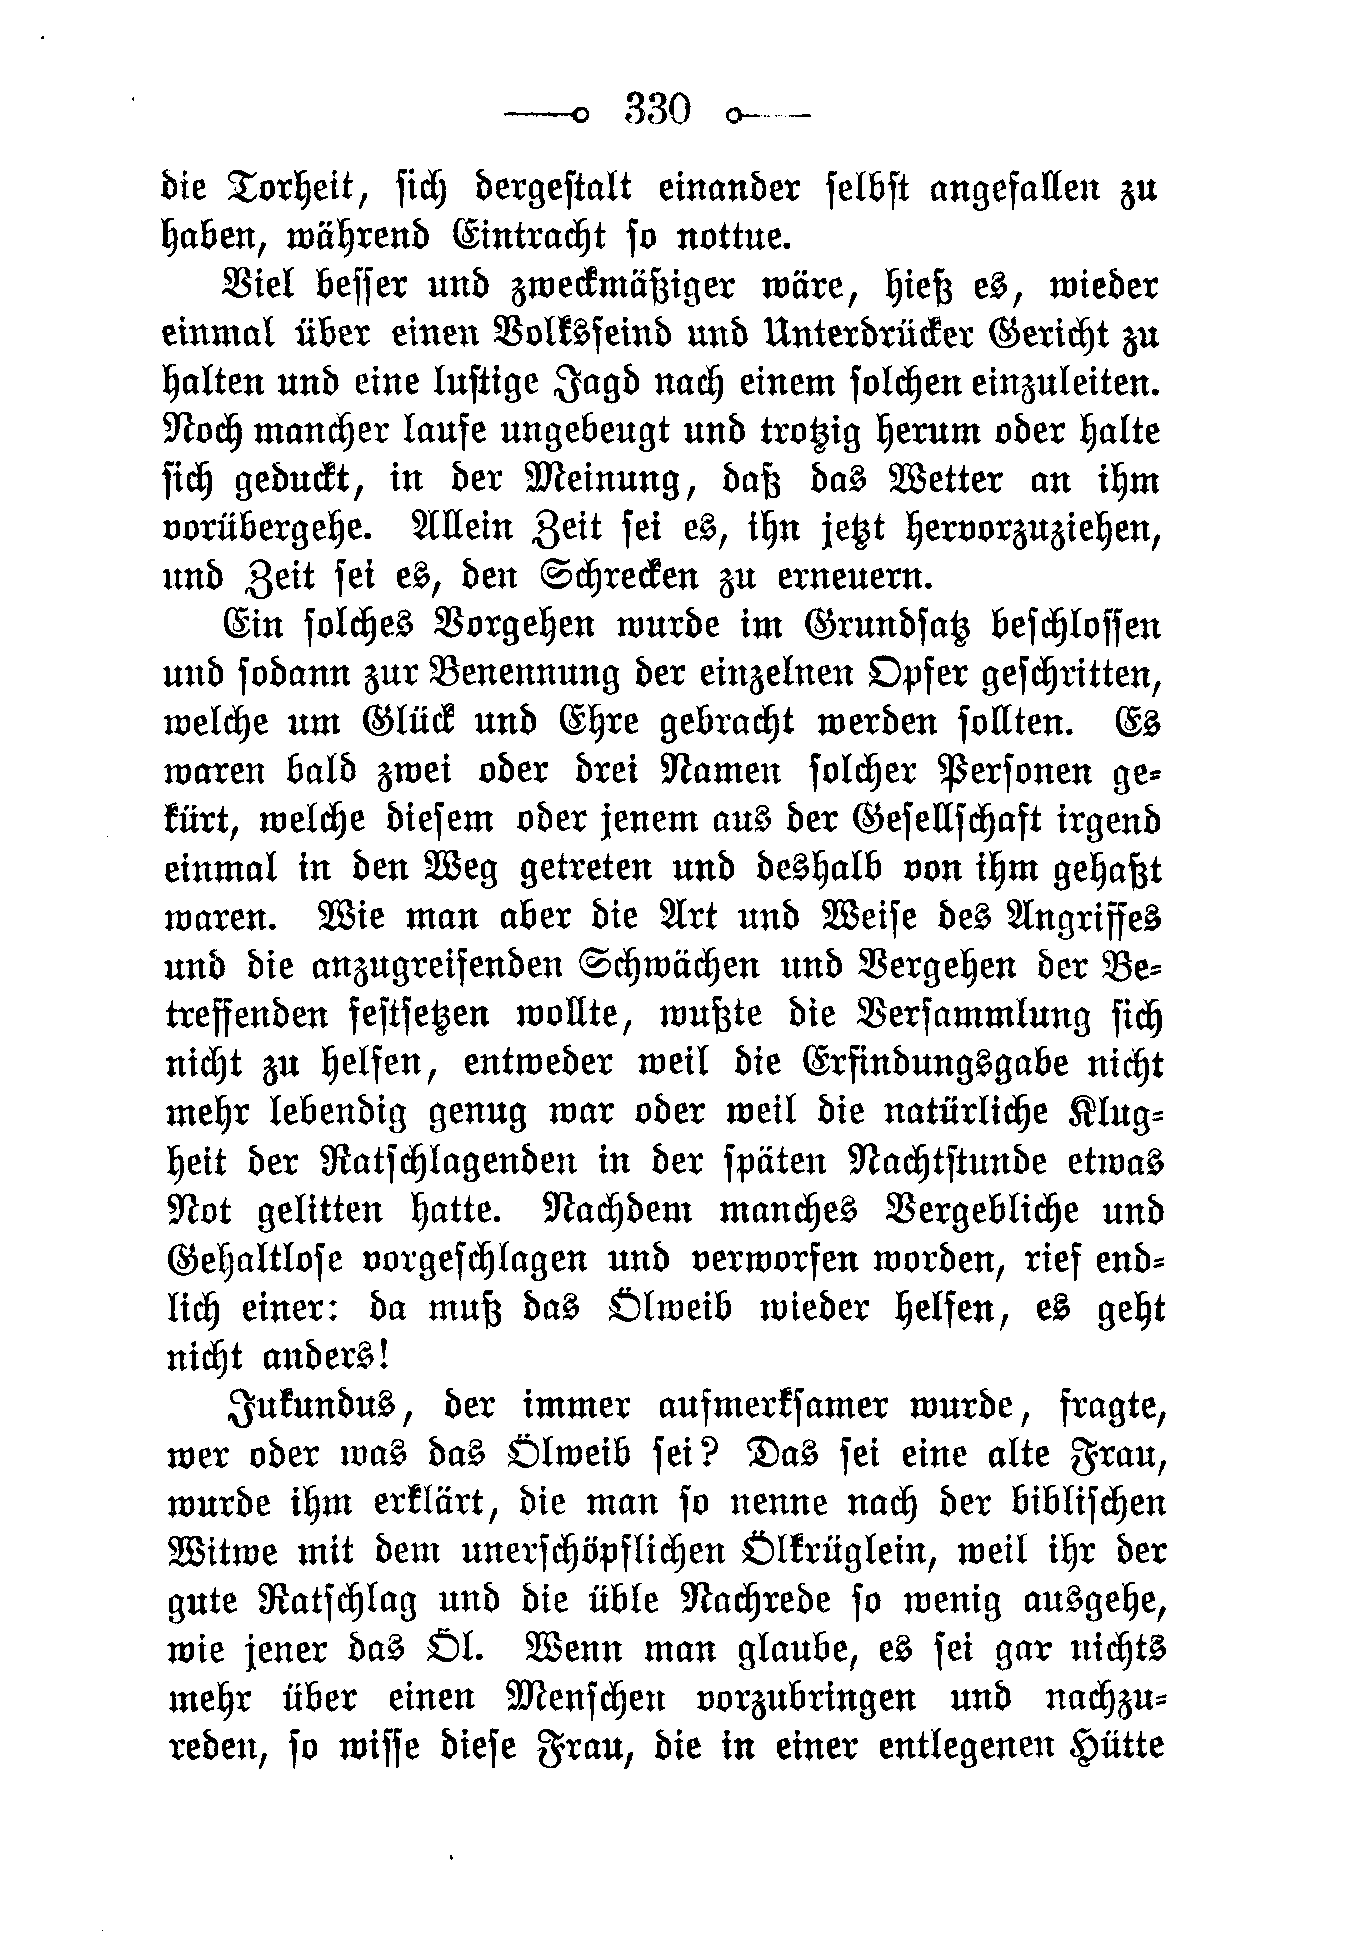 330
die Torheit, sich dergestalt einander selbst angefallen zu
haben, während Eintracht so nottue.
Viel besser und zweckmäßiger wäre, hieß es, wieder
einmal über einen Volksfeind und Unterdrücker Gericht zu
halten und eine lustige Jagd nach einem solchen einzuleiten.
Noch mancher laufe ungebeugt und trotzig herum oder halte
sich geduckt, in der Meinung, daß das Wetter an ihm
vorübergehe. Allein Zeit sei es, ihn jetzt hervorzuziehen,
und Zeit sei es, den Schrecken zu erneuern.
Ein solches Vorgehen wurde im Grundsatz beschlossen
und sodann zur Benennung der einzelnen Opfer geschritten,
welche um Glück und Ehre gebracht werden sollten. Es
waren bald zwei oder drei Namen solcher Personen ge-
kürt, welche diesem oder jenem aus der Gesellschaft irgend
einmal in den Weg getreten und deshalb von ihm gehaßt
waren. Wie man aber die Art und Weise des Angriffes
und die anzugreifenden Schwächen und Vergehen der Be-
treffenden festsetzen wollte, wußte die Versammlung sich
nicht zu helfen, entweder weil die Erfindungsgabe nicht
mehr lebendig genug war oder weil die natürliche Klug-
heit der Ratschlagenden in der späten Nachtstunde etwas
Not gelitten hatte. Nachdem manches Vergebliche und
Gehaltlose vorgeschlagen und verworfen worden, rief end-
lich einer: da muß das Ölweib wieder helfen, es geht
nicht anders!
Jukundus, der immer aufmerksamer wurde, fragte,
wer oder was das Ölweib sei? Das sei eine alte Frau,
wurde ihm erklärt, die man so nenne nach der biblischen
Witwe mit dem unerschöpflichen Ölkrüglein, weil ihr der
gute Ratschlag und die üble Nachrede so wenig ausgehe,
wie jener das Öl. Wenn man glaube, es sei gar nichts
mehr über einen Menschen vorzubringen und nachzu-
reden, so wisse diese Frau, die in einer entlegenen Hütte